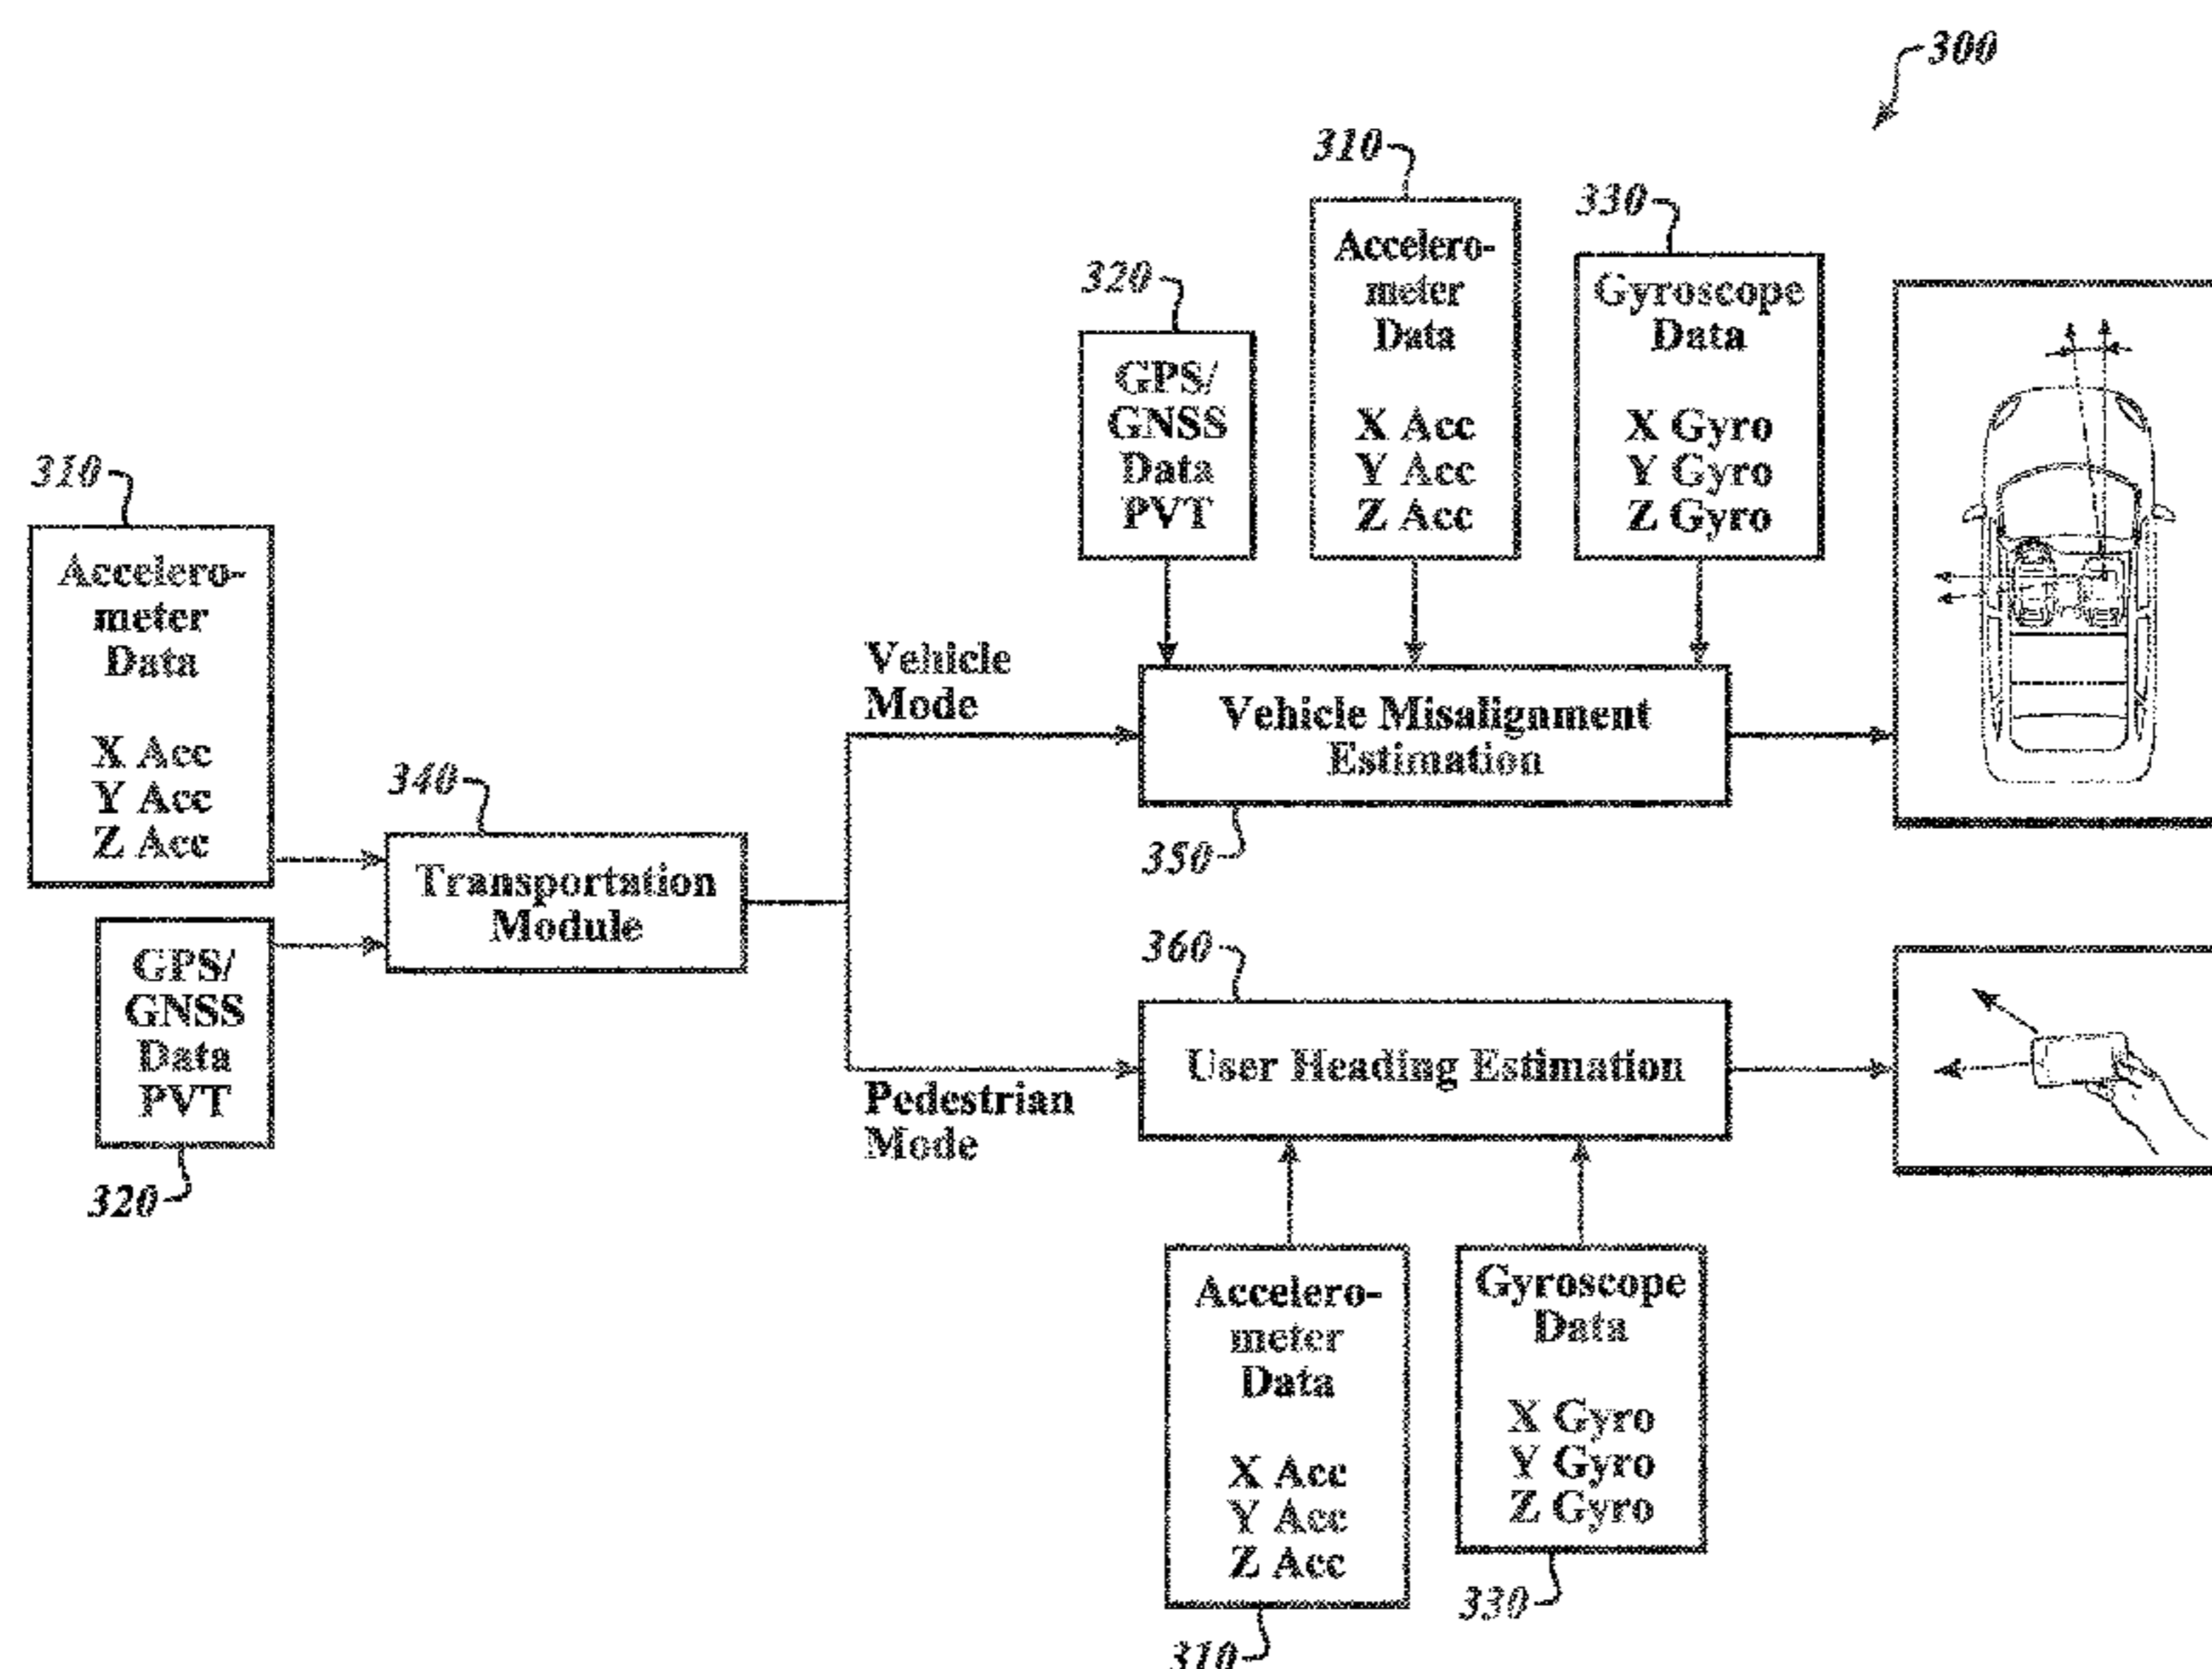 300
310
Accelero-
meter
Data
X Acc
Y Acc
Z Acc
330
Gyroscope
Data
X Gyro
Y Gyro
Z Gyro
320
GPS/
GNSS
Data
PVT
310
Accelero-
meter
Data
X Acc
Y Acc
Z Acc
GPS/
GNSS
Data
PVT
320
340
Transportation
Module
Vehicle
Mode
Vehicle Misalignment
Estimation
350
Pedestrian
Mode
360
User Heading Estimation
Accelero-
meter
Data
X Acc
Y Acc
Z Acc
310
Gyroscope
Data
X Gyro
Y Gyro
Z Gyro
330